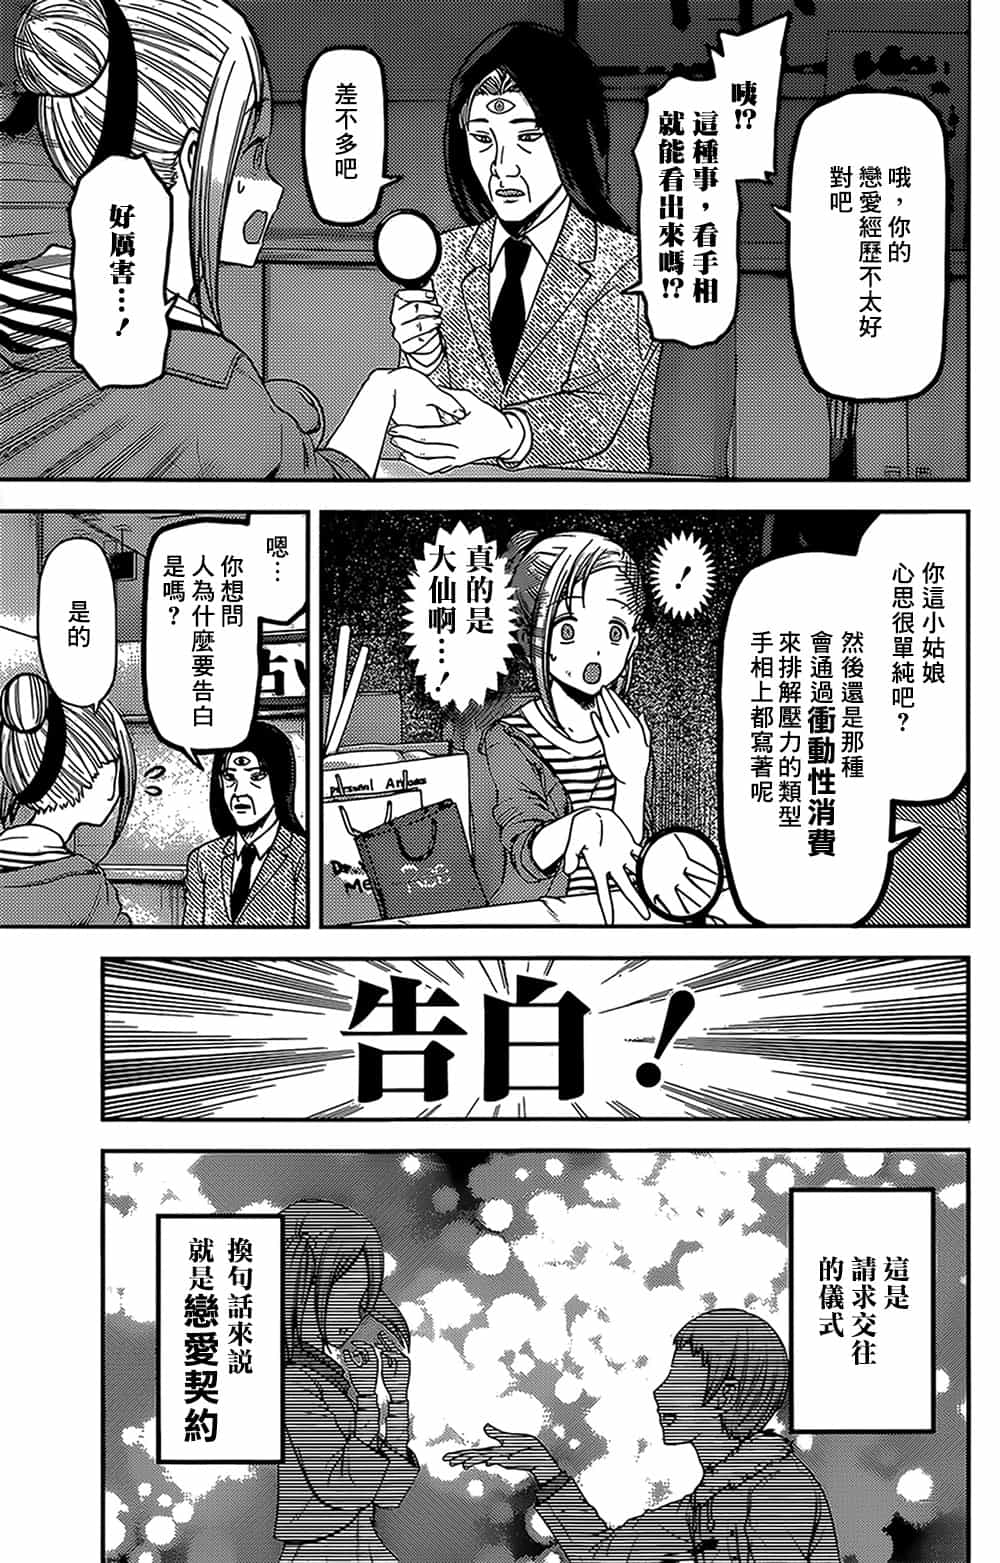 哦，你的
戀愛經歷不太好
對吧
咦!?
這種事，看手相
就能看出來嗎!?
差不多吧
好厲害…！
你這小姑娘
心思很單純吧？
然後還是那種
會通過衝動性消費
來排解壓力的類型
手相上都寫著呢
！
真的是
大仙啊…！
personal
Me
嗯…
你想問
人為什麼要告白
是嗎？
占
是的
告白！
這是
請求交往
的儀式
換句話來說
就是戀愛契約